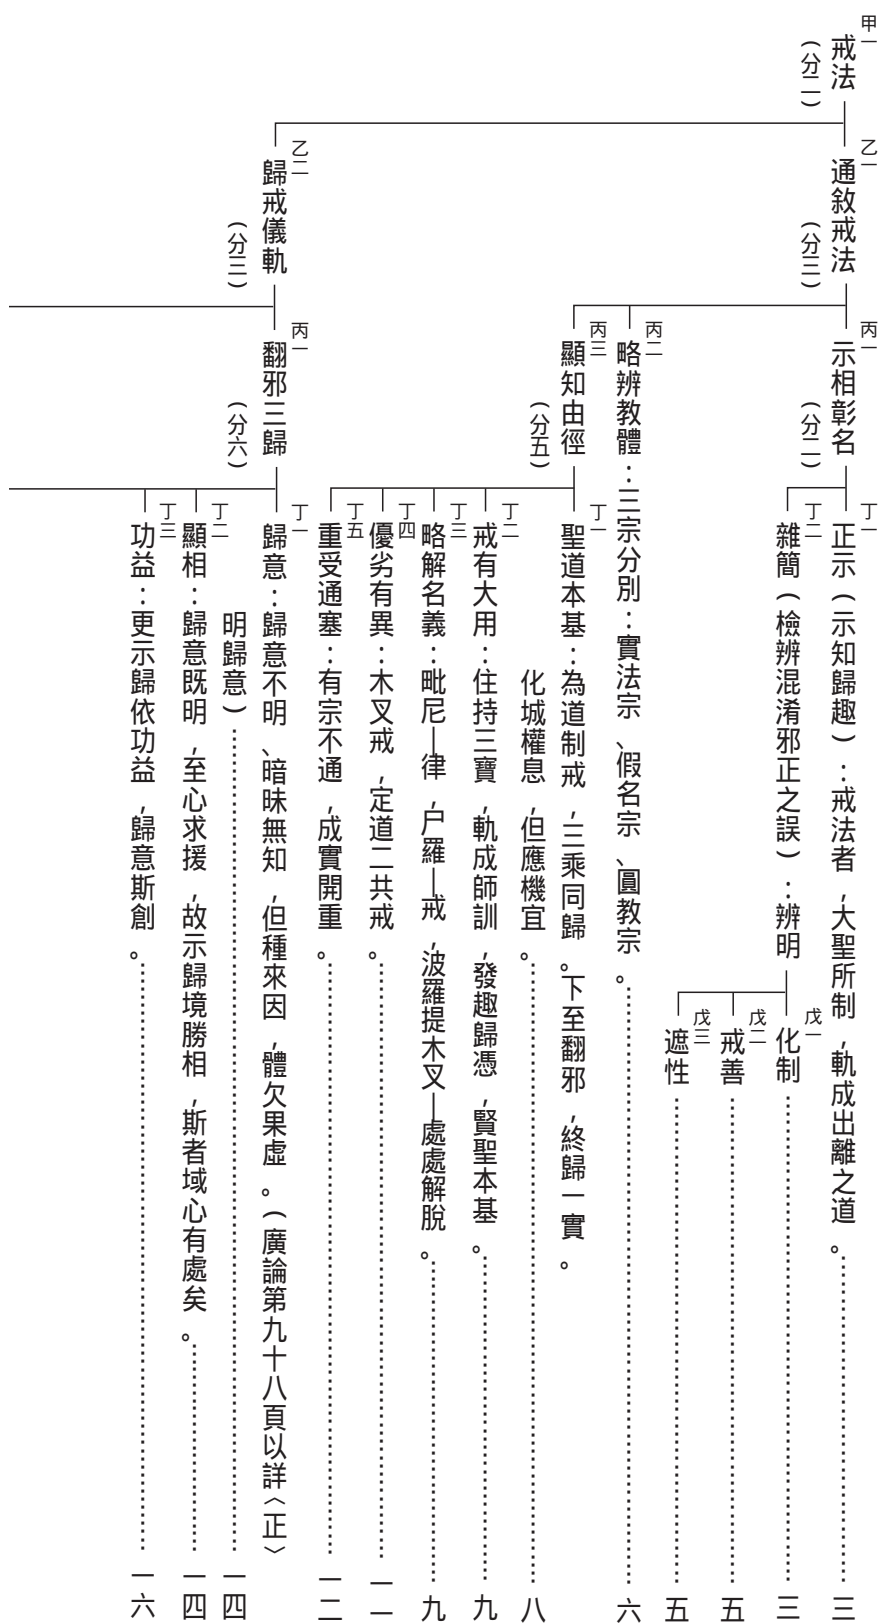 甲一 戒法（分二）
乙一 通敘戒法（分三）
丙一 示相彰名（分二）
丁一 正示（示知歸趣）：戒法者，大聖所制，軌成出離之道。……三
丁二 雜簡（檢辨混淆邪正之誤）：辨明
戊一 化制……三
戊二 戒善……五
戊三 遮性……五
丙二 略辨教體：三宗分別：實法宗、假名宗、圓教宗。……六
丙三 顯知由徑（分五）
丁一 聖道本基：為道制戒，三乘同歸。下至翻邪，終歸一實。
化城權息，但應機宜。……八
丁二 戒有大用：住持三寶，軌成師訓，發趣歸憑，賢聖本基。……九
丁三 略解名義：毗尼—律，户羅—戒，波羅提木叉—處處解脫。……九
丁四 優劣有異：木叉戒，定道二共戒。……一一
丁五 重受通塞：有宗不通，成實開重。……一二
乙二 歸戒儀軌（分三）
丙一 翻邪三歸（分六）
丁一 歸意：歸意不明、暗昧無知，但種來因，體欠果虛。（廣論第九十八頁以詳〈正〉
明歸意）……一四
丁二 顯相：歸意既明，至心求援，故示歸境勝相，斯者域心有處矣。……一四
丁三 功益：更示歸依功益，歸意斯創。……一六